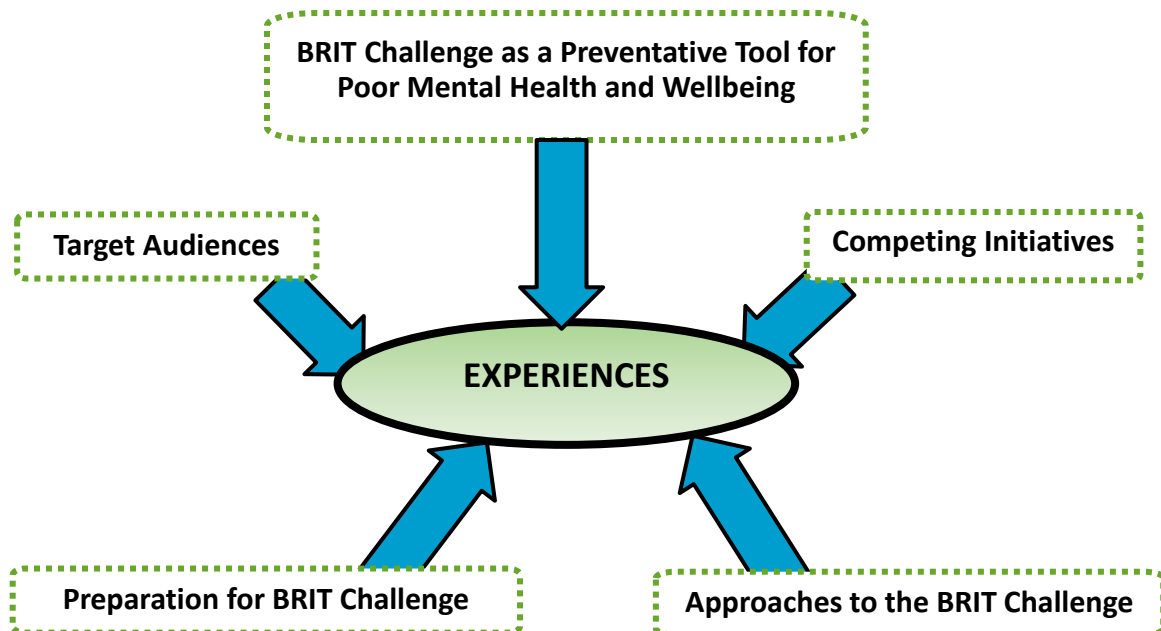 BRIT Challenge as a Preventative Tool for
Poor Mental Health and Wellbeing
Target Audiences
Competing Initiatives
EXPERIENCES
Preparation for BRIT Challenge
Approaches to the BRIT Challenge